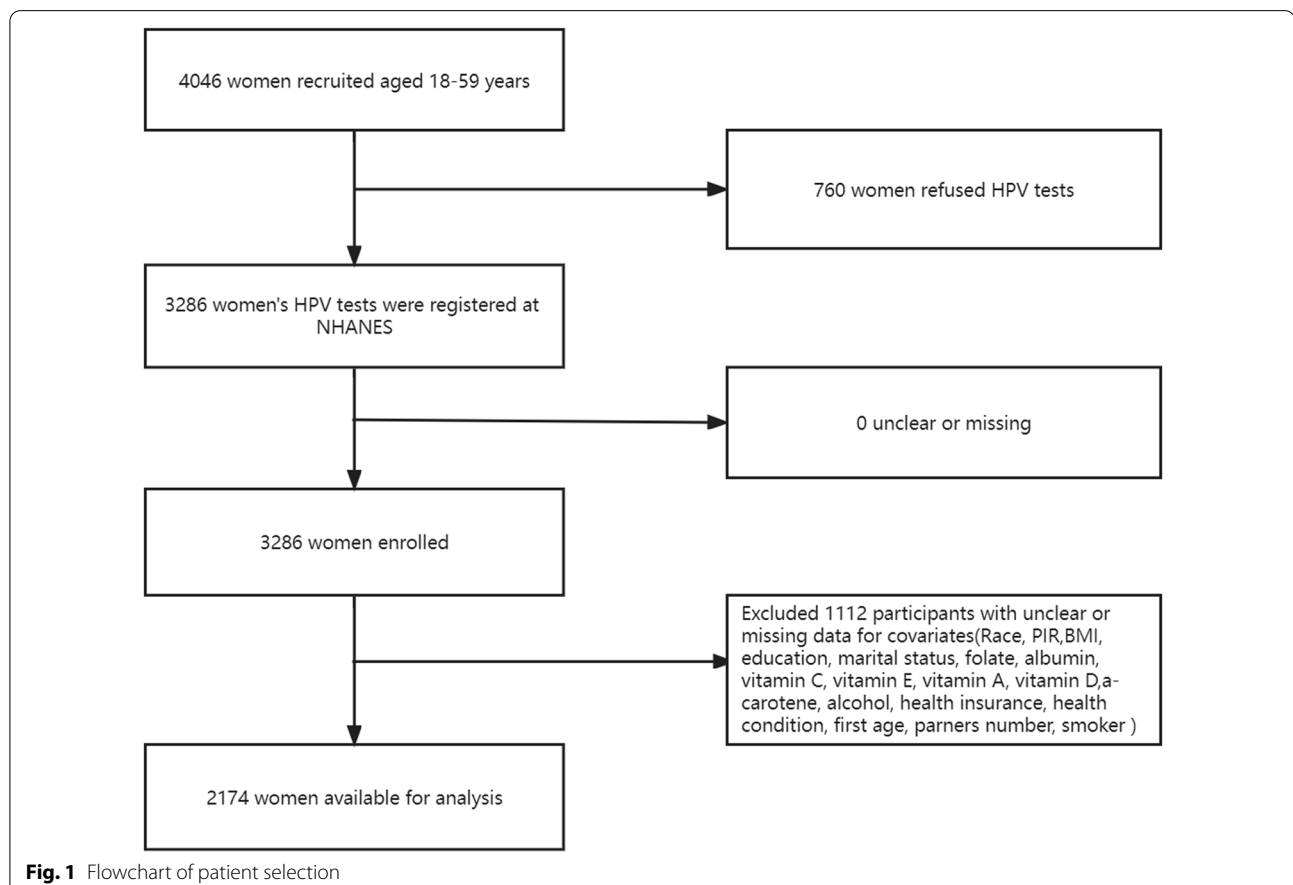 4046 women recruited aged 18-59 years
760 women refused HPV tests
3286 women's HPV tests were registered at
NHANES
0 unclear or missing
3286 women enrolled
Excluded 1112 participants with unclear or
missing data for covariates(Race, PIR,BMI,
education, marital status, folate, albumin,
vitamin C, vitamin E, vitamin A, vitamin D,a-
carotene, alcohol, health insurance, health
condition, first age, parners number, smoker )
2174 women available for analysis
Fig. 1 Flowchart of patient selection